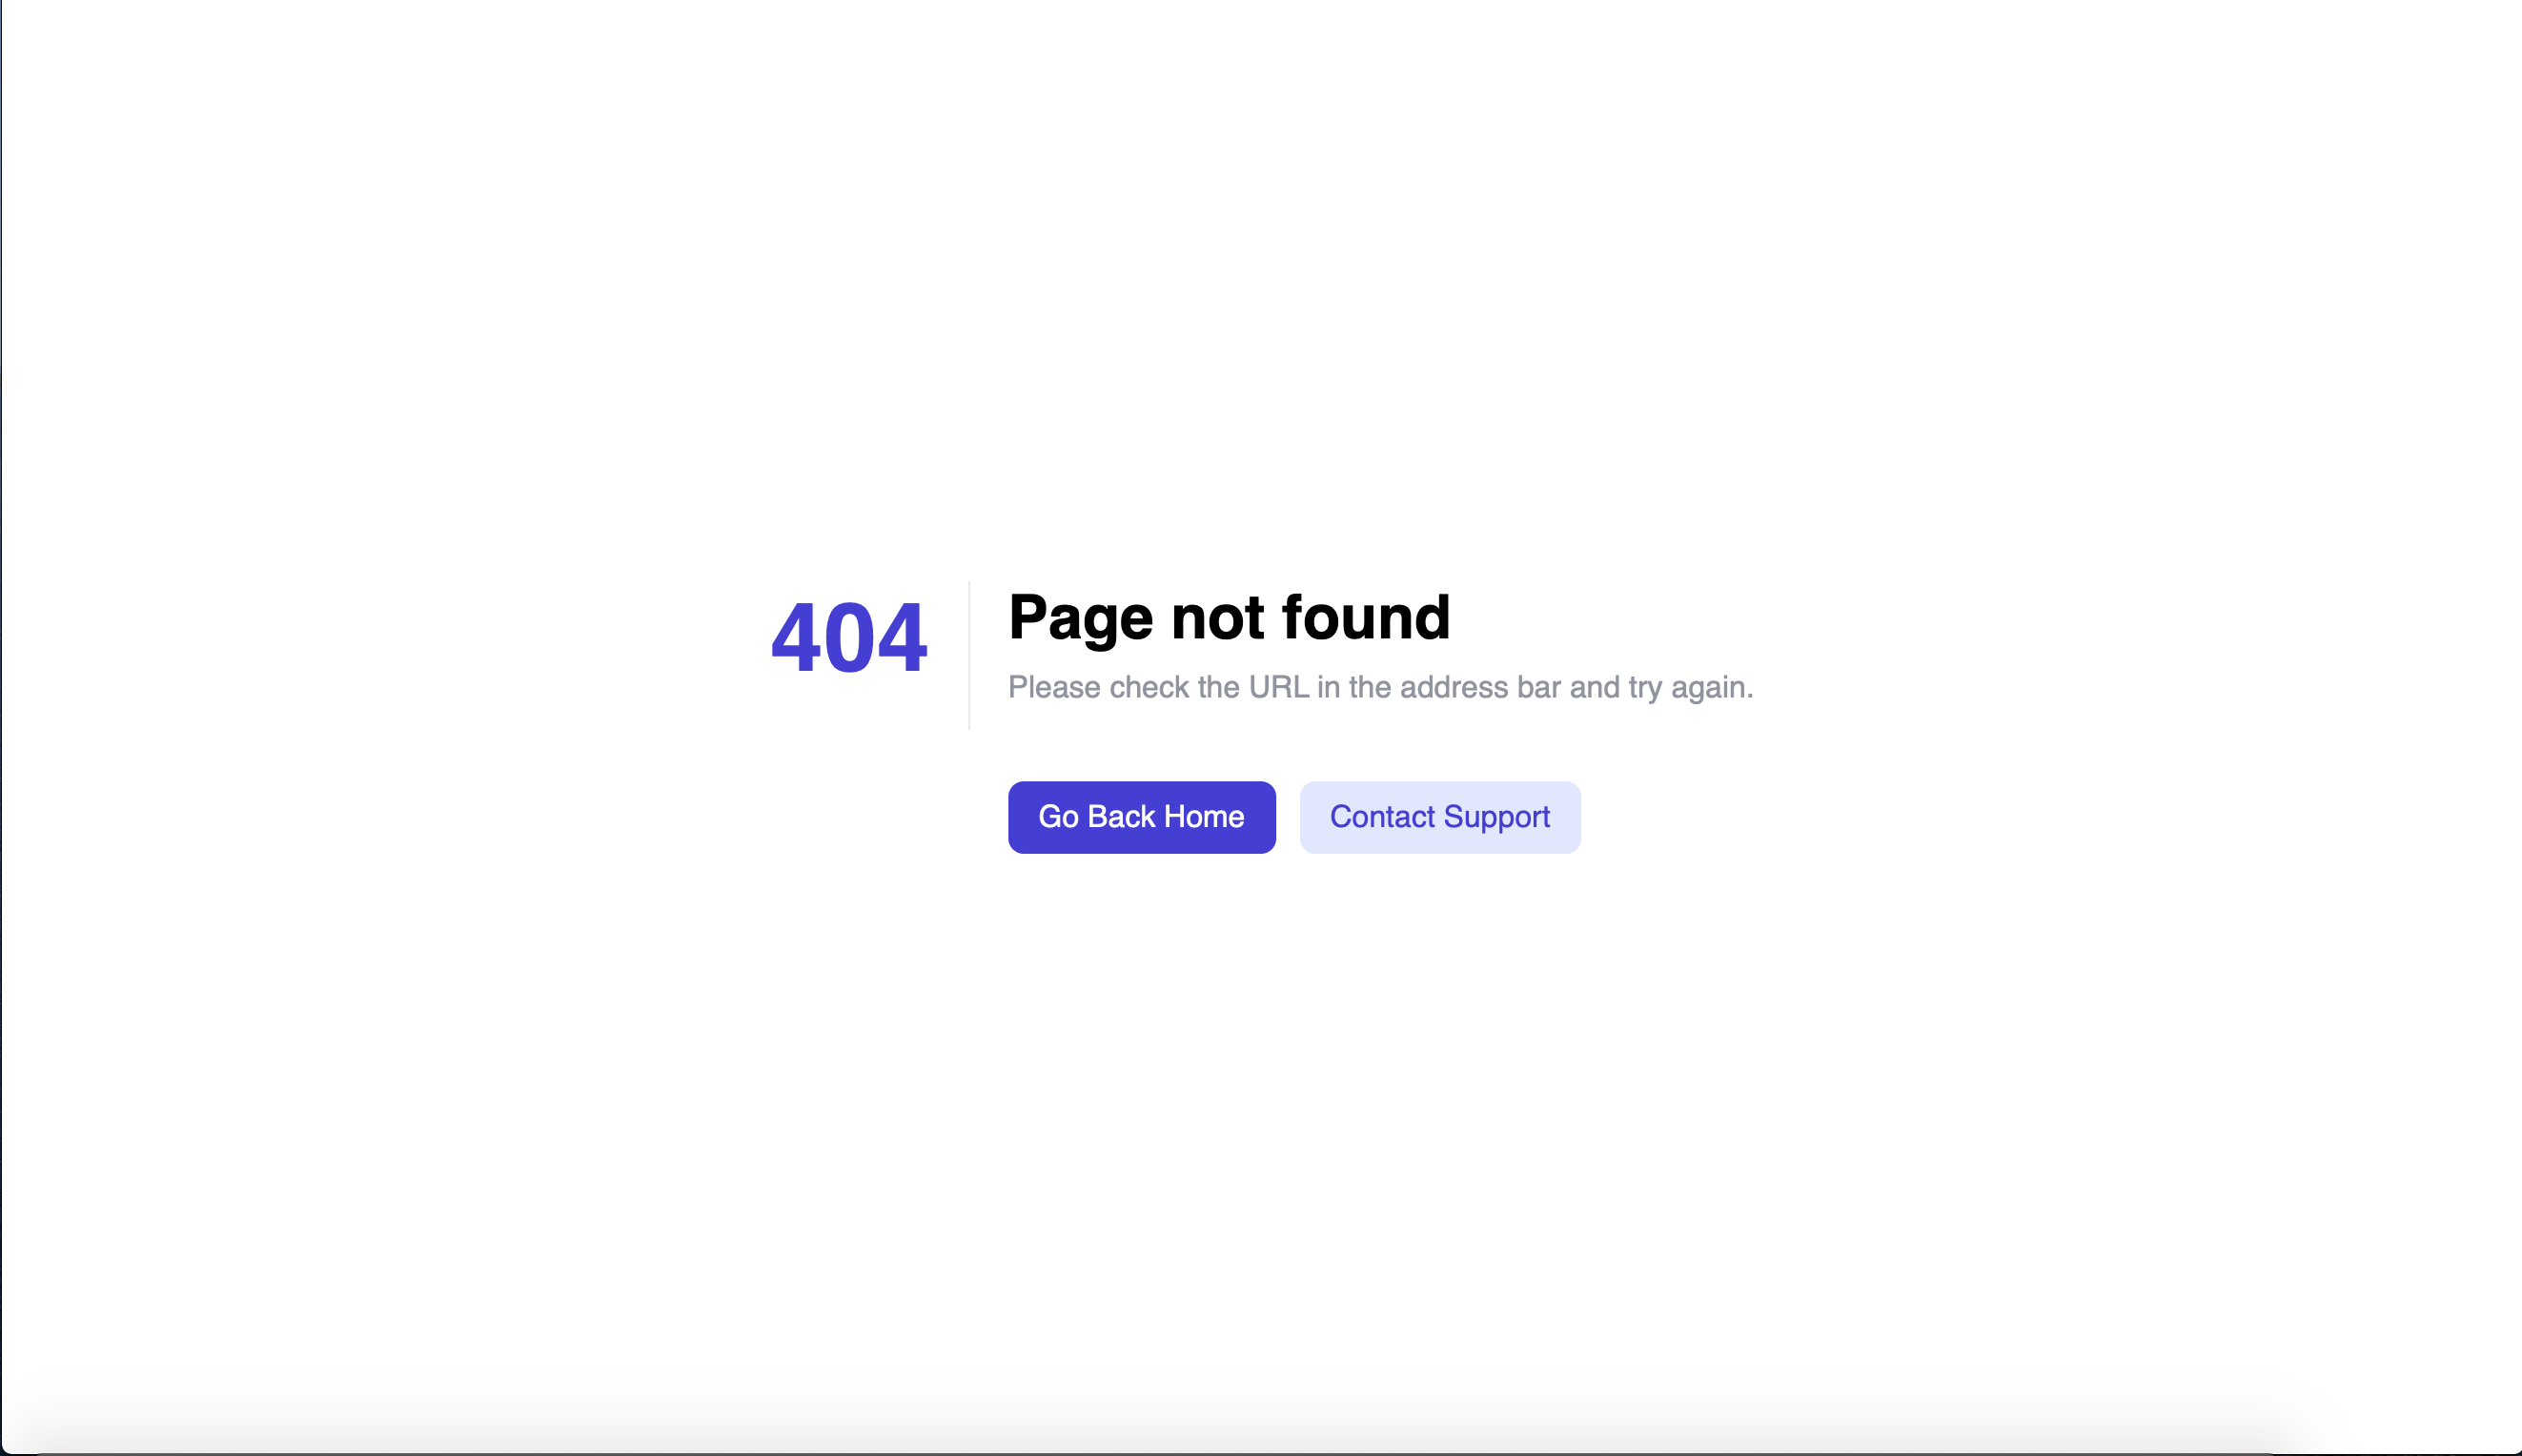 404
Page not found
Please check the URL in the address bar and try again.
Go Back Home
Contact Support